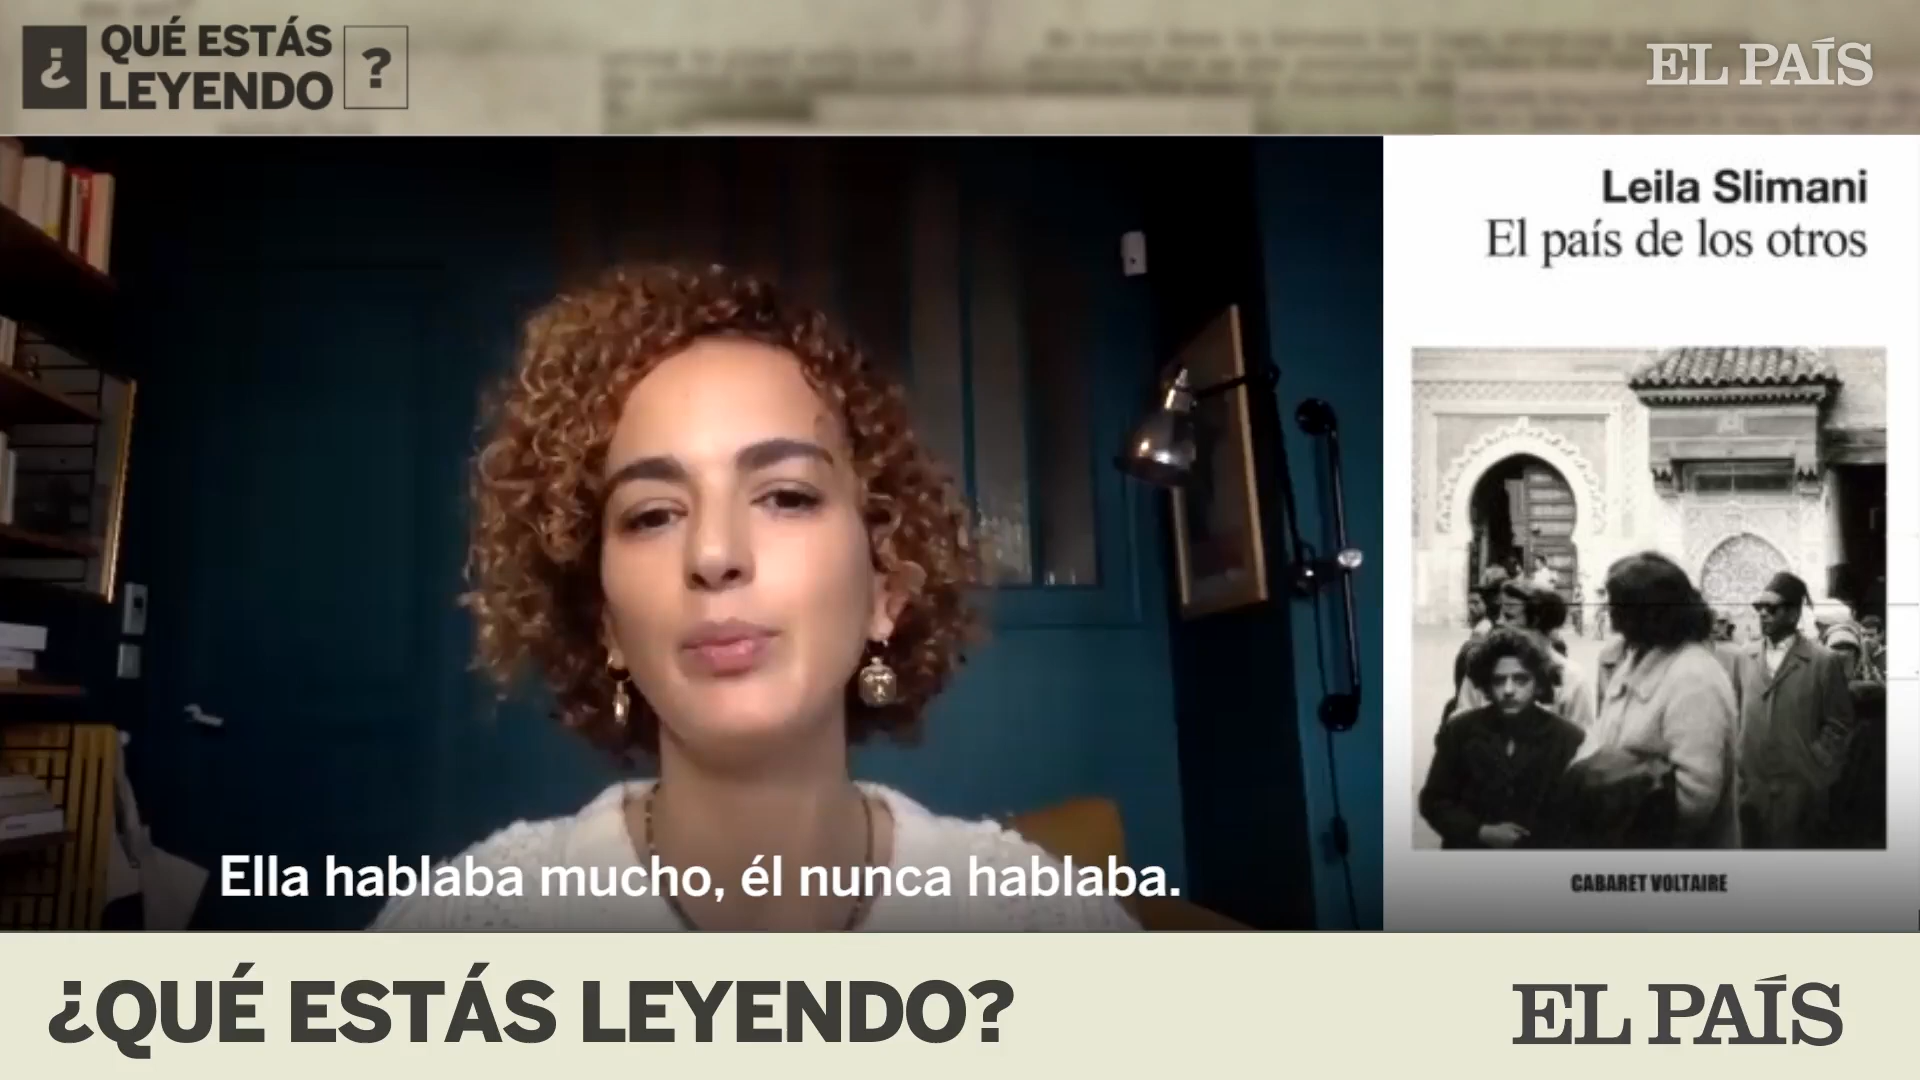 ¿ QUÉ ESTÁS
LEYENDO ?
EL PAÍS
Leila Slimani
El país de los otros
CABARET VOLTAIRE
Ella hablaba mucho, él nunca hablaba.
¿QUÉ ESTÁS LEYENDO?
EL PAÍS